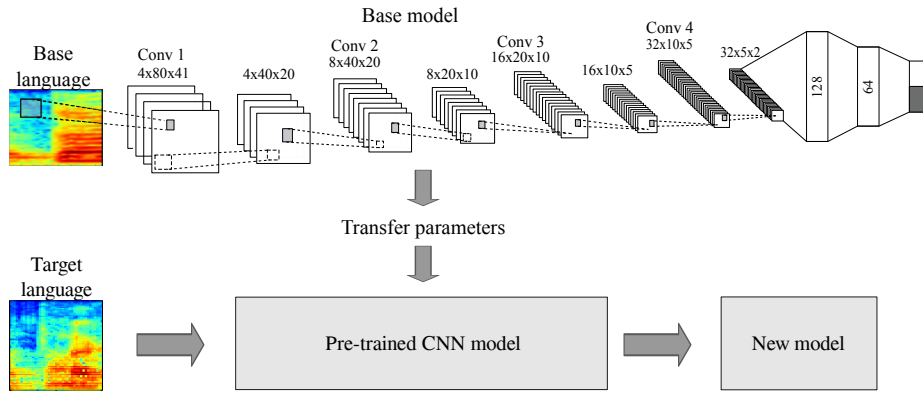 Base model
Base
language
Conv 1
4x80x41
4x40x20
Conv 2
8x40x20
8x20x10
Conv 3
16x20x10
16x10x5
Conv 4
32x10x5
32x5x2
128
64
Transfer parameters
Target
language
Pre-trained CNN model
New model